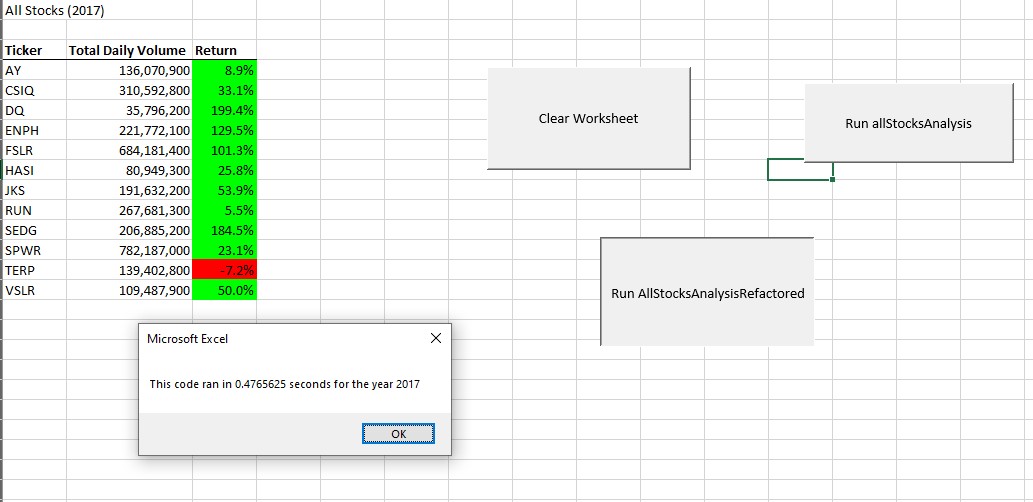 All Stocks (2017)
Ticker Total Daily Volume Return
AY 136,070,900 8.9%
CSIQ 310,592,800 33.1%
DQ 35,796,200 199.4%
ENPH 221,772,100 129.5%
FSLR 684,181,400 101.3%
HASI 80,949,300 25.8%
JKS 191,632,200 53.9%
RUN 267,681,300 5.5%
SEDG 206,885,200 184.5%
SPWR 782,187,000 23.1%
TERP 139,402,800 -7.2%
VSLR 109,487,900 50.0%
Clear Worksheet
Run allStocksAnalysis
Run AllStocksAnalysisRefactored
Microsoft Excel
This code ran in 0.4765625 seconds for the year 2017
OK